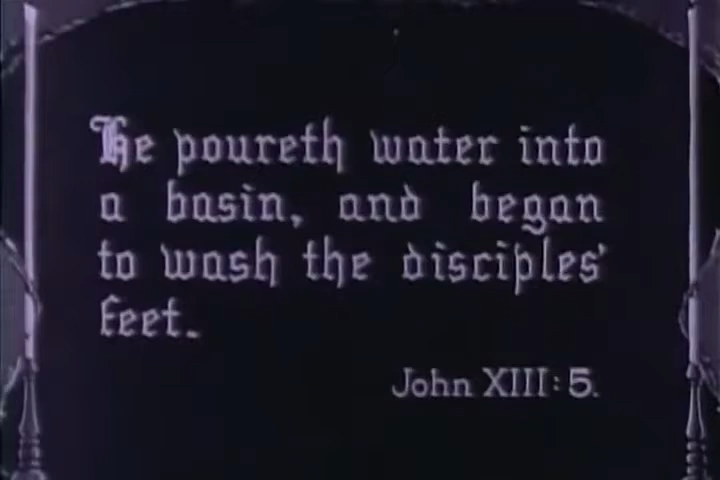 He poureth water into
a basin, and began
to wash the disciples'
feet.
John XIII: 5.